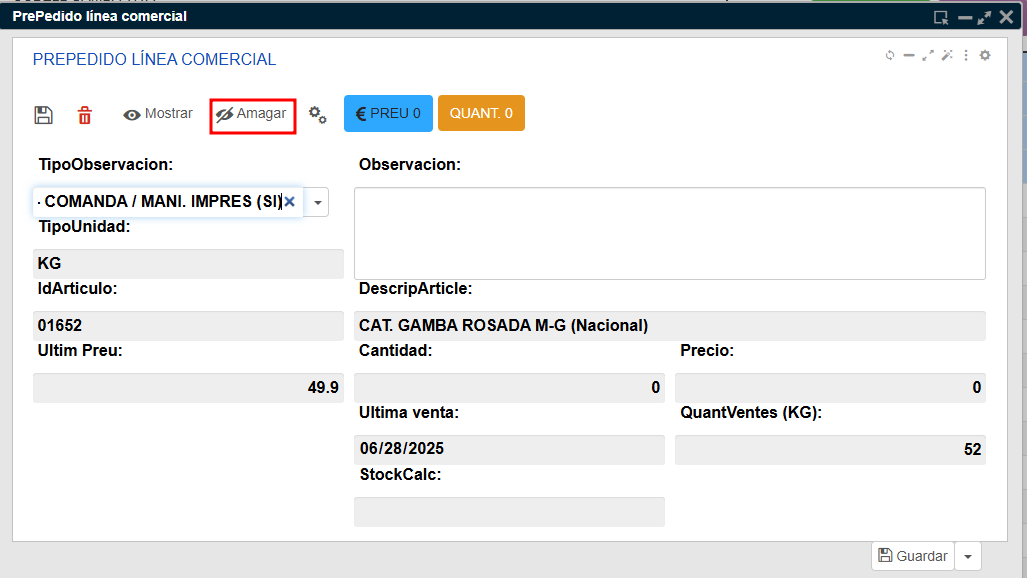 PrePedido línea comercial
PREPEDIDO LÍNEA COMERCIAL
Mostrar Amagar € PREU 0 QUANT. 0
TipoObservacion: Observacion:
- COMANDA / MANI. IMPRES (SI)
TipoUnidad:
KG
IdArticulo: DescripArticle:
01652 CAT. GAMBA ROSADA M-G (Nacional)
Ultim Preu: Cantidad: Precio:
49.9 0 0
Ultima venta: QuantVentes (KG):
06/28/2025 52
StockCalc:
Guardar